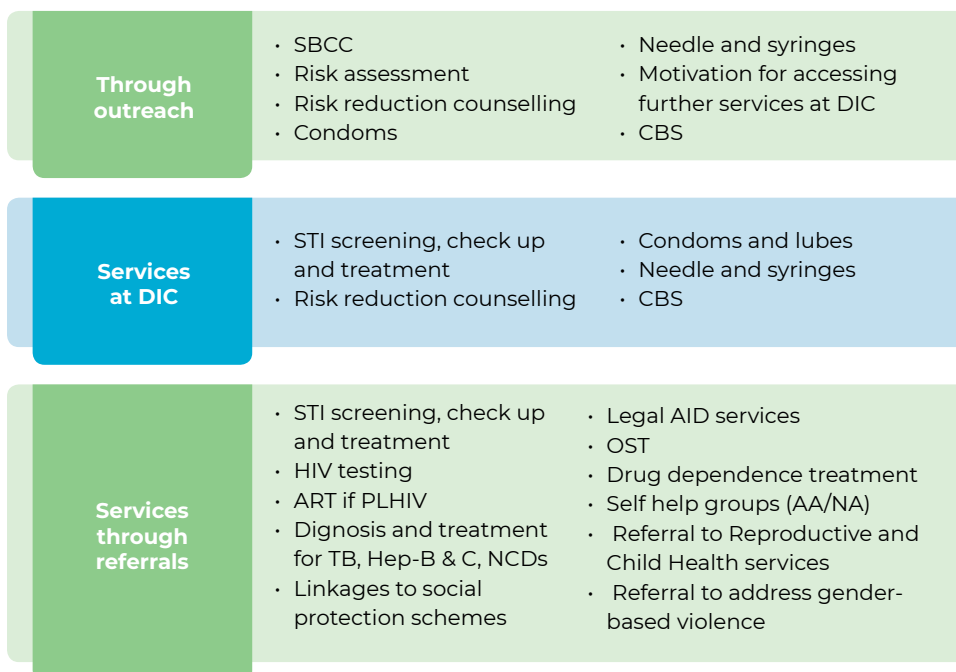 Through
outreach
• SBCC
• Risk assessment
• Risk reduction counselling
• Condoms
• Needle and syringes
• Motivation for accessing
further services at DIC
• CBS
Services
at DIC
• STI screening, check up
and treatment
• Risk reduction counselling
• Condoms and lubes
• Needle and syringes
• CBS
Services
through
referrals
• STI screening, check up
and treatment
• HIV testing
• ART if PLHIV
• Dignosis and treatment
for TB, Hep-B & C, NCDs
• Linkages to social
protection schemes
• Legal AID services
• OST
• Drug dependence treatment
• Self help groups (AA/NA)
• Referral to Reproductive and
Child Health services
• Referral to address gender-
based violence